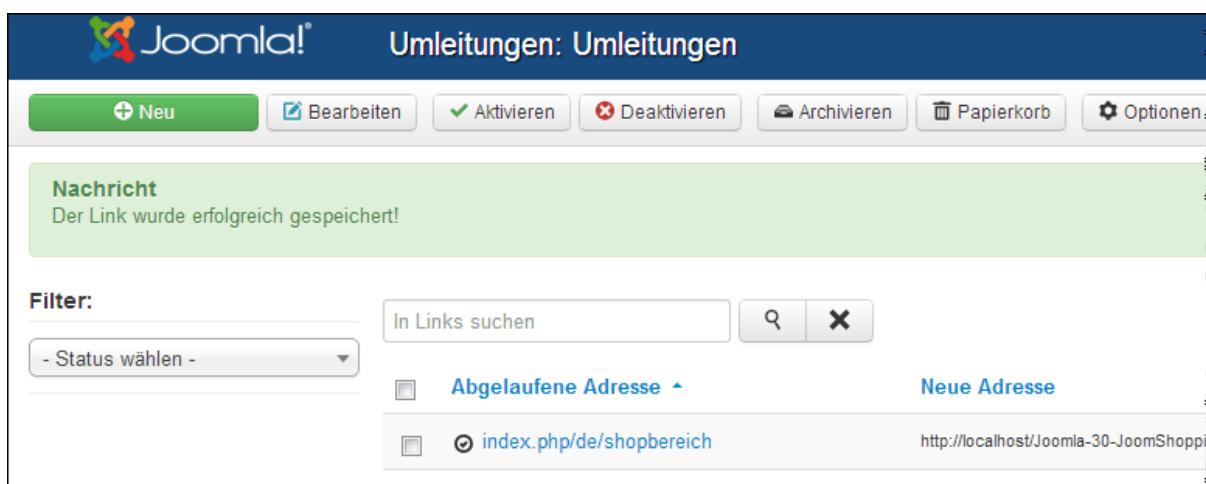 Joomla!® Umleitungen: Umleitungen
Neu Bearbeiten Aktivieren Deaktivieren Archivieren Papierkorb Optionen
Nachricht
Der Link wurde erfolgreich gespeichert!
Filter:
In Links suchen
- Status wählen -
Abgelaufene Adresse Neue Adresse
index.php/de/shopbereich http://localhost/Joomla-30-JoomShoppi